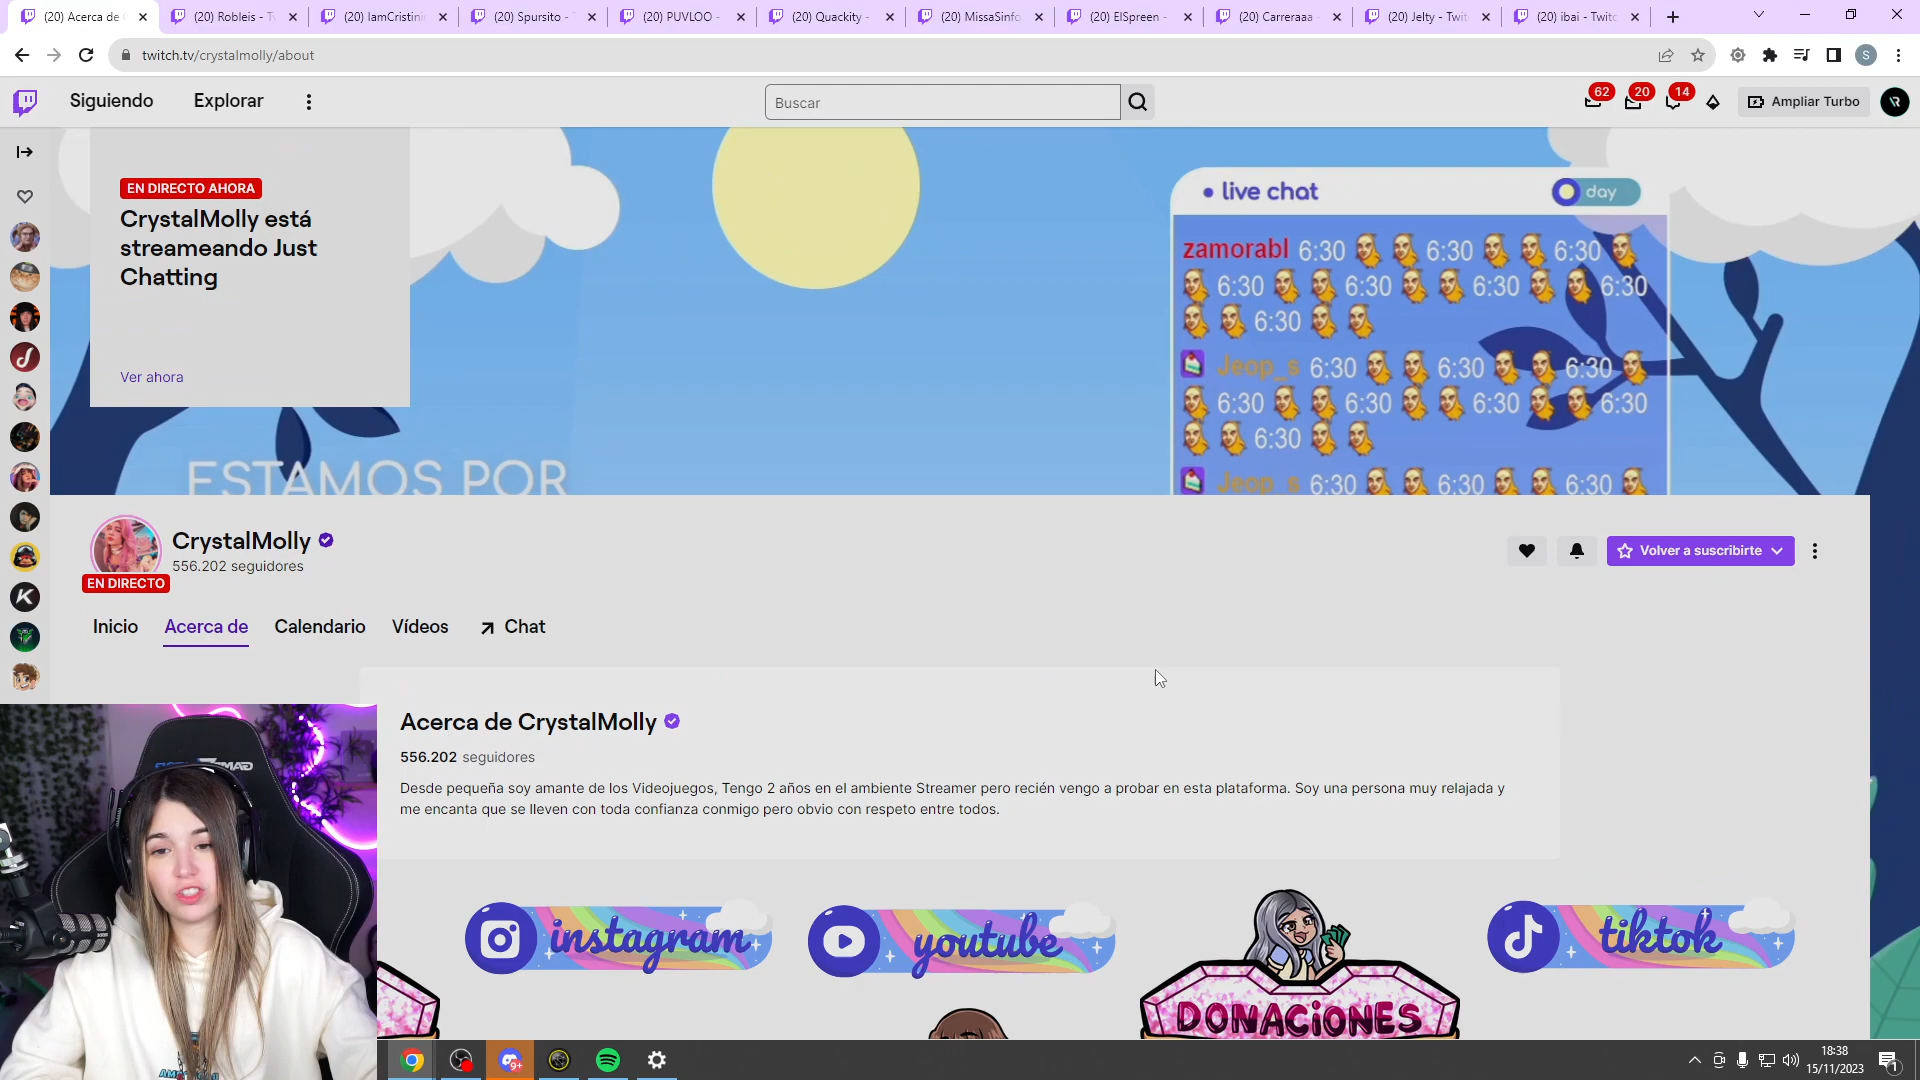 (20) Acerca de
(20) Robleis - Tw
(20) IamCristinin
(20) Spursito - T
(20) PUVLOO -
(20) Quackity -
(20) MissaSinfo
(20) ElSpreen -
(20) Carreraaa -
(20) Jelty - Twit
(20) ibai - Twitc
twitch.tv/crystalmolly/about
S
Siguiendo
Explorar
Buscar
62
20
14
Ampliar Turbo
EN DIRECTO AHORA
CrystalMolly está
streameando Just
Chatting
Ver ahora
ESTAMOS POR
live chat
day
zamorabl 6:30 6:30 6:30
6:30 6:30 6:30 6:30
6:30
Jeop_s 6:30 6:30 6:30
6:30 6:30 6:30 6:30
6:30
Jeop_s 6:30 6:30 6:30
CrystalMolly
556.202 seguidores
EN DIRECTO
Volver a suscribirte
Inicio
Acerca de
Calendario
Vídeos
Chat
Acerca de CrystalMolly
556.202 seguidores
Desde pequeña soy amante de los Videojuegos, Tengo 2 años en el ambiente Streamer pero recién vengo a probar en esta plataforma. Soy una persona muy relajada y
me encanta que se lleven con toda confianza conmigo pero obvio con respeto entre todos.
instagram
youtube
tiktok
DONACIONES
9+
18:38
15/11/2023
1